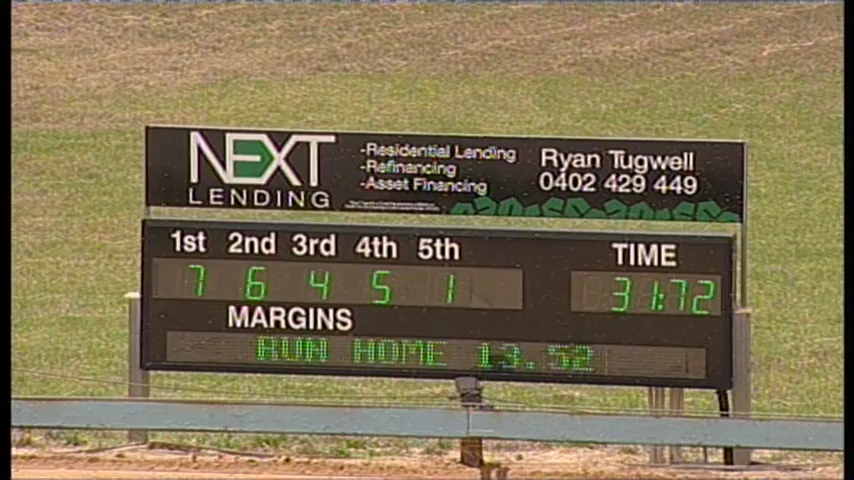 NEXT
LENDING
-Residential Lending
-Refinancing
-Asset Financing
Ryan Tugwell
0402 429 449
1st 2nd 3rd 4th 5th TIME
7 6 4 5 1 31:72
MARGINS
RUN HOME 13.52